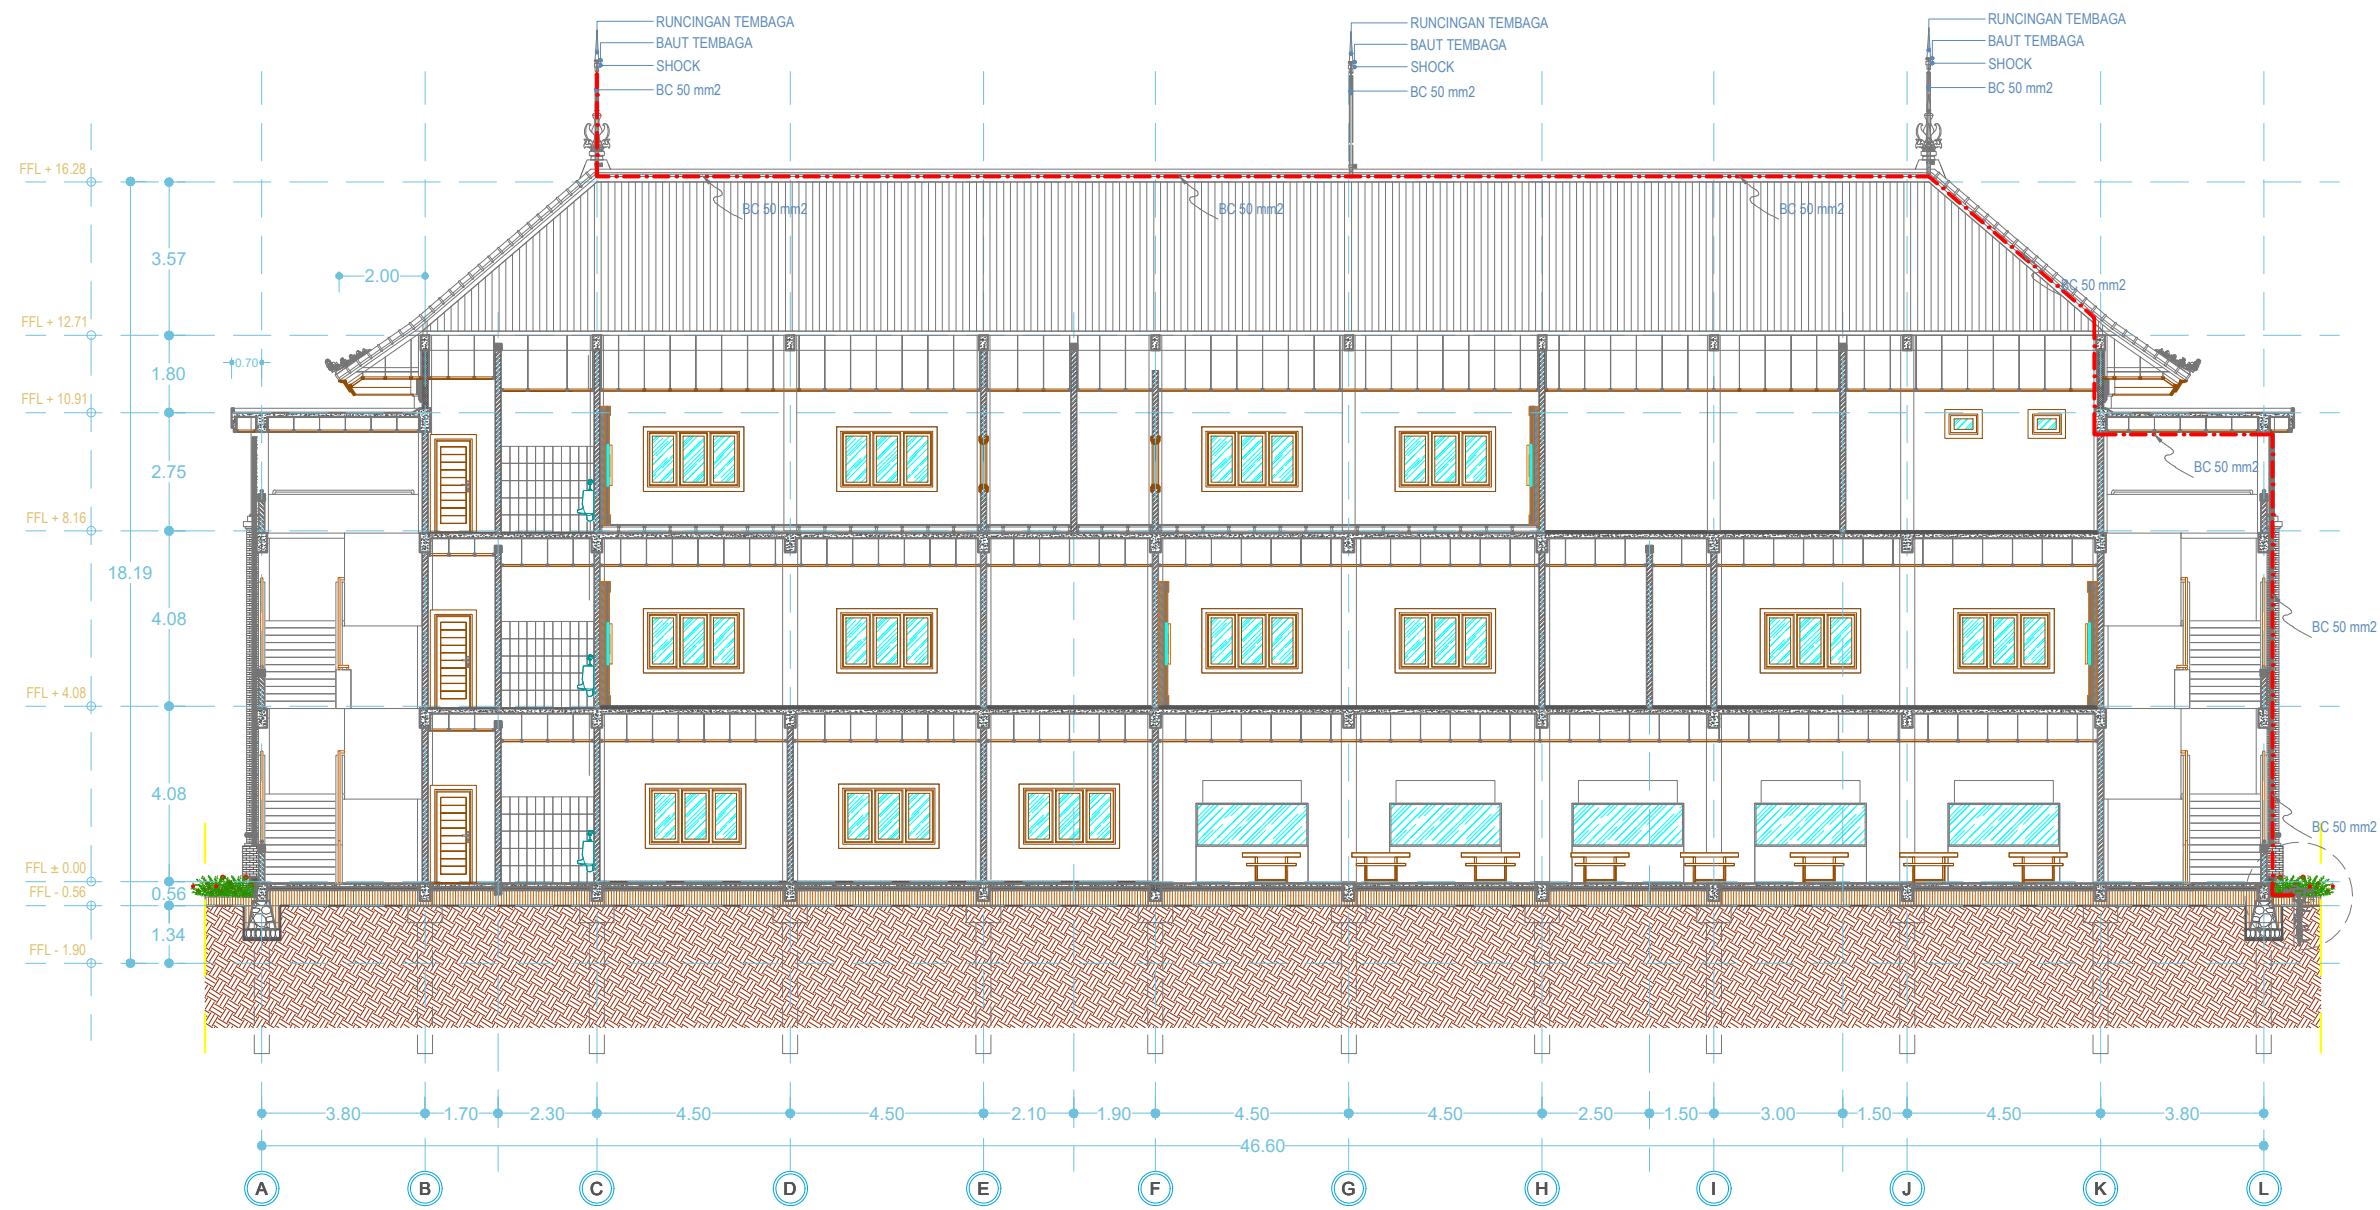 RUNCINGAN TEMBAGA
BAUT TEMBAGA
SHOCK
BC 50 mm2
RUNCINGAN TEMBAGA
BAUT TEMBAGA
SHOCK
BC 50 mm2
RUNCINGAN TEMBAGA
BAUT TEMBAGA
SHOCK
BC 50 mm2
FFL + 16.28
BC 50 mm2
BC 50 mm2
BC 50 mm2
3.57
2.00
BC 50 mm2
FFL + 12.71
0.70
1.80
FFL + 10.91
2.75
BC 50 mm2
FFL + 8.16
18.19
4.08
BC 50 mm2
FFL + 4.08
4.08
BC 50 mm2
FFL ± 0.00
FFL - 0.56
0.56
1.34
FFL - 1.90
3.80 1.70 2.30 4.50 4.50 2.10 1.90 4.50 4.50 2.50 1.50 3.00 1.50 4.50 3.80
46.60
A B C D E F G H I J K L